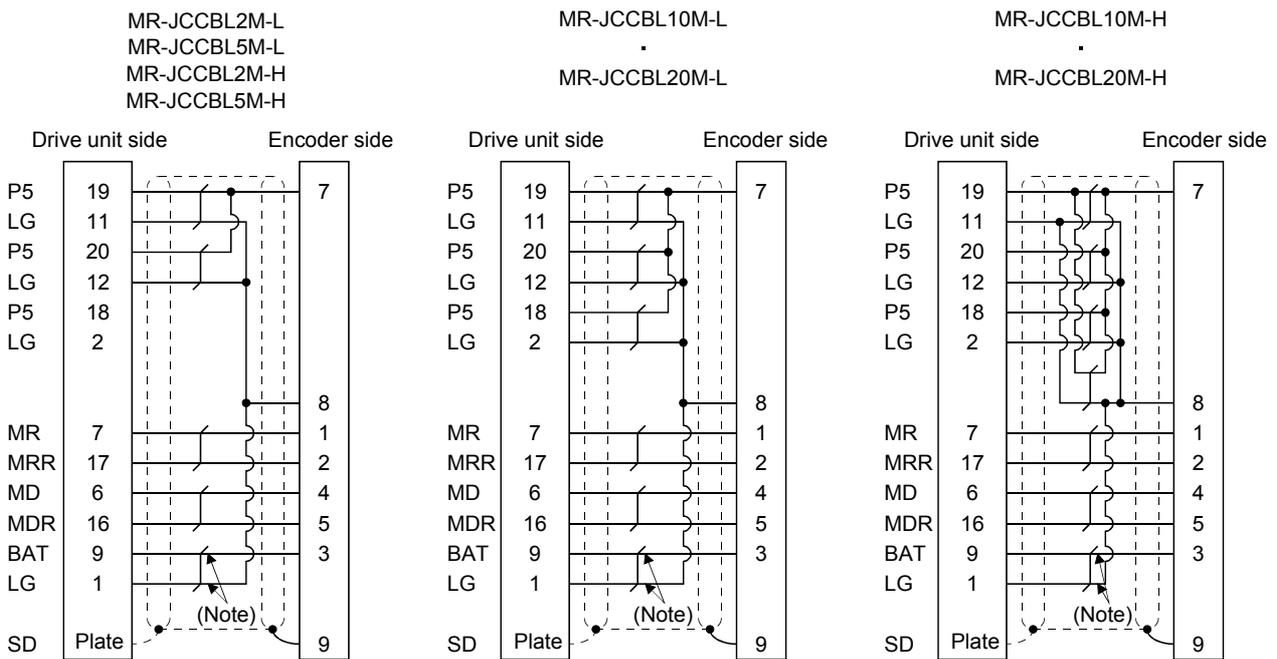 MR-JCCBL2M-L
MR-JCCBL5M-L
MR-JCCBL2M-H
MR-JCCBL5M-H
Drive unit side Encoder side
P5 19 7
LG 11
P5 20
LG 12
P5 18
LG 2
8
MR 7 1
MRR 17 2
MD 6 4
MDR 16 5
BAT 9 3
LG 1
(Note)
SD Plate 9
MR-JCCBL10M-L
·
MR-JCCBL20M-L
Drive unit side Encoder side
P5 19 7
LG 11
P5 20
LG 12
P5 18
LG 2
8
MR 7 1
MRR 17 2
MD 6 4
MDR 16 5
BAT 9 3
LG 1
(Note)
SD Plate 9
MR-JCCBL10M-H
·
MR-JCCBL20M-H
Drive unit side Encoder side
P5 19 7
LG 11
P5 20
LG 12
P5 18
LG 2
8
MR 7 1
MRR 17 2
MD 6 4
MDR 16 5
BAT 9 3
LG 1
(Note)
SD Plate 9